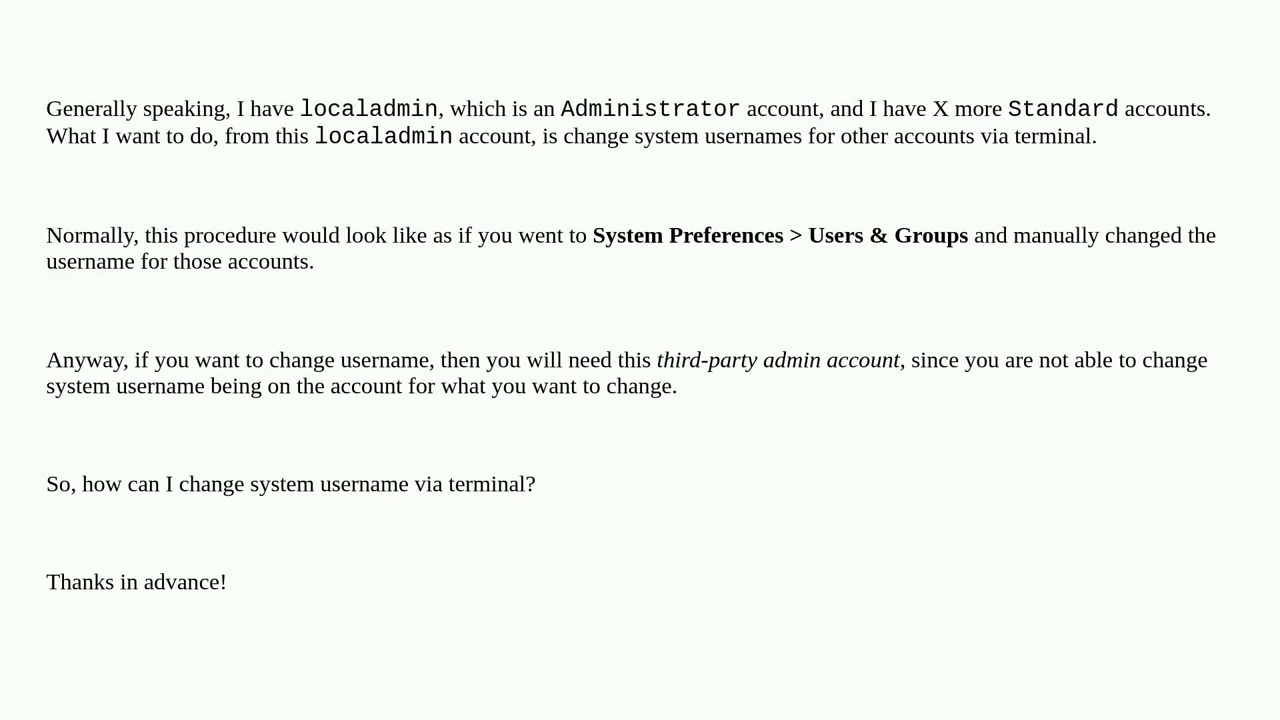 Generally speaking, I have localadmin, which is an Administrator account, and I have X more Standard accounts.
What I want to do, from this localadmin account, is change system usernames for other accounts via terminal.
Normally, this procedure would look like as if you went to System Preferences > Users & Groups and manually changed the
username for those accounts.
Anyway, if you want to change username, then you will need this third-party admin account, since you are not able to change
system username being on the account for what you want to change.
So, how can I change system username via terminal?
Thanks in advance!